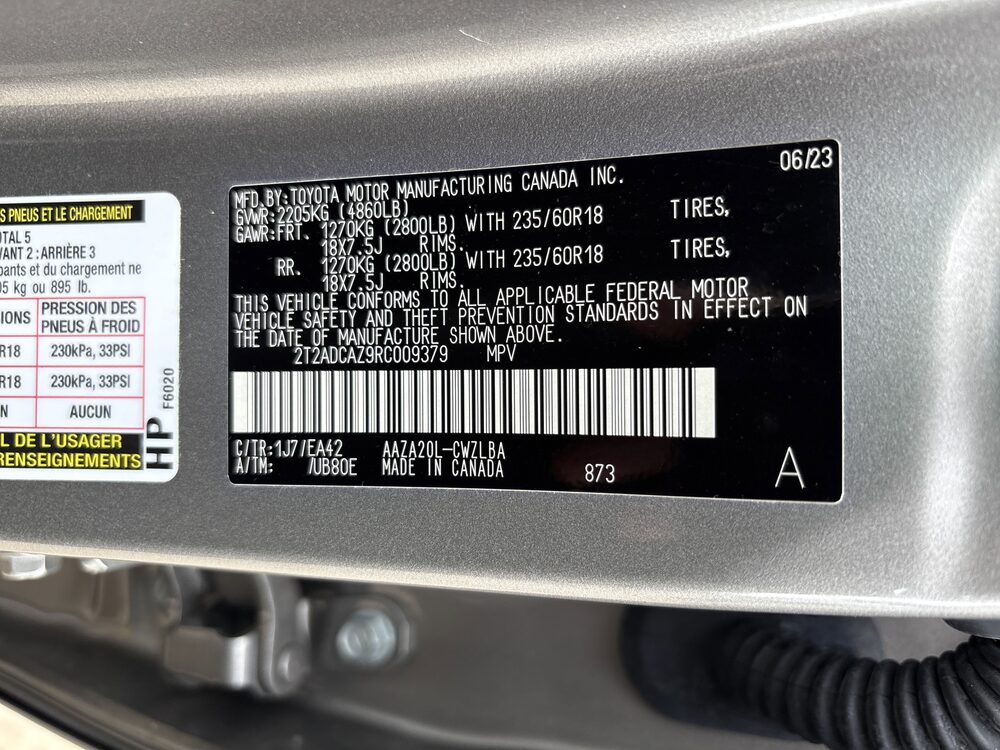 S PNEUS ET LE CHARGEMENT
OTAL 5
VANT 2 : ARRIÈRE 3
pants et du chargement ne
05 kg ou 895 lb.
IONS PRESSION DES PNEUS À FROID
R18 230kPa, 33PSI
R18 230kPa, 33PSI
N AUCUN
L DE L'USAGER
RENSEIGNEMENTS
HP F6020
06/23
MFD. BY:TOYOTA MOTOR MANUFACTURING CANADA INC.
GVWR:2205KG (4860LB)
GAWR:FRT. 1270KG (2800LB) WITH 235/60R18 TIRES,
18X7.5J RIMS.
RR. 1270KG (2800LB) WITH 235/60R18 TIRES,
18X7.5J RIMS.
THIS VEHICLE CONFORMS TO ALL APPLICABLE FEDERAL MOTOR
VEHICLE SAFETY AND THEFT PREVENTION STANDARDS IN EFFECT ON
THE DATE OF MANUFACTURE SHOWN ABOVE.
2T2ADCAZ9RC009379 MPV
C/TR:1J7/EA42 AAZA20L-CWZLBA
A/TM: /UB80E MADE IN CANADA 873
A